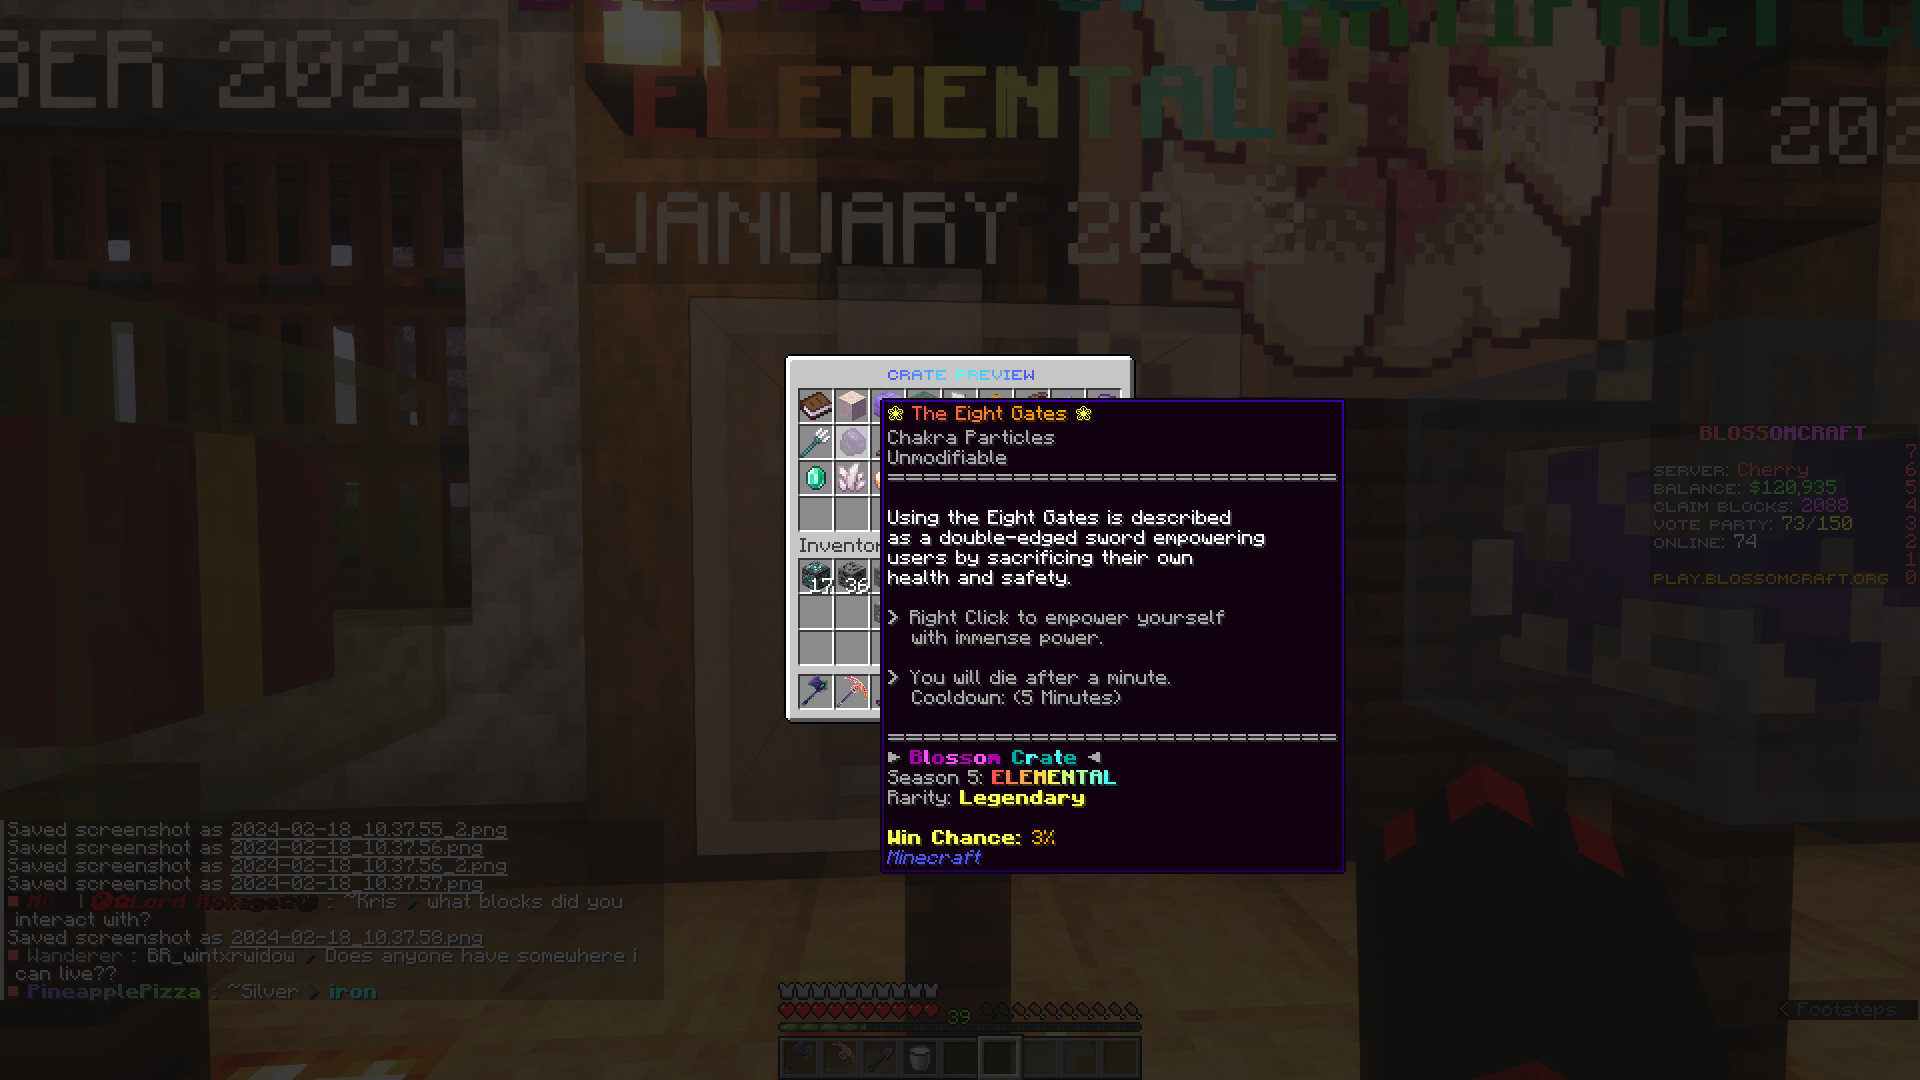 BER 2021
ELEMENTAL
JANUARY 20
CH 202
CRATE PREVIEW
❀ The Eight Gates ❀
Chakra Particles
Unmodifiable
======================================
Using the Eight Gates is described
as a double-edged sword empowering
users by sacrificing their own
health and safety.
> Right Click to empower yourself
with immense power.
> You will die after a minute.
Cooldown: (5 Minutes)
======================================
▶ Blossom Crate ◀
Season 5: ELEMENTAL
Rarity: Legendary
Win Chance: 3%
Minecraft
Inventor
17 36
BLOSSOMCRAFT
7
SERVER: Cherry 6
BALANCE: $120,935 5
CLAIM BLOCKS: 2088 4
VOTE PARTY: 73/150 3
ONLINE: 74 2
1
PLAY.BLOSSOMCRAFT.ORG 0
Saved screenshot as 2024-02-18_10.37.55_2.png
Saved screenshot as 2024-02-18_10.37.56.png
Saved screenshot as 2024-02-18_10.37.56_2.png
Saved screenshot as 2024-02-18_10.37.57.png
Lord Hokage : ~Kris what blocks did you
interact with?
Saved screenshot as 2024-02-18_10.37.58.png
Wanderer : BR_wintxrwidow Does anyone have somewhere i
can live??
PineapplePizza : ~Silver > iron
39
< Footsteps